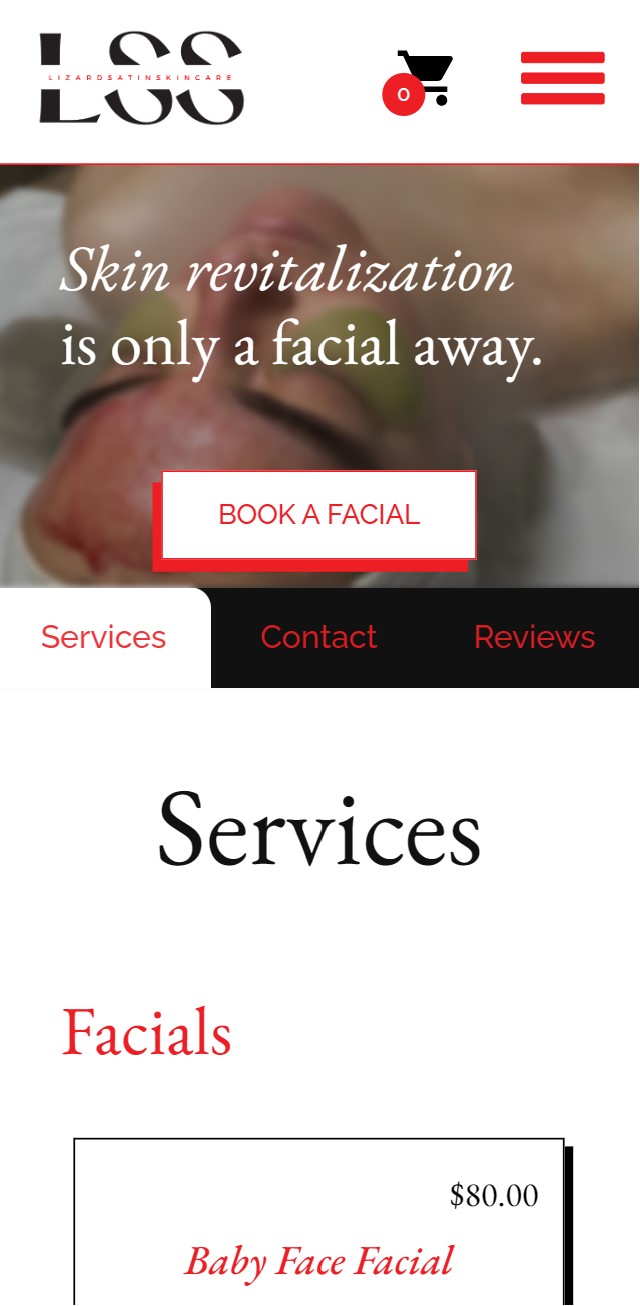 LSS
LIZARDSATINSKINCARE
0
Skin revitalization
is only a facial away.
BOOK A FACIAL
Services Contact Reviews
Services
Facials
$80.00
Baby Face Facial